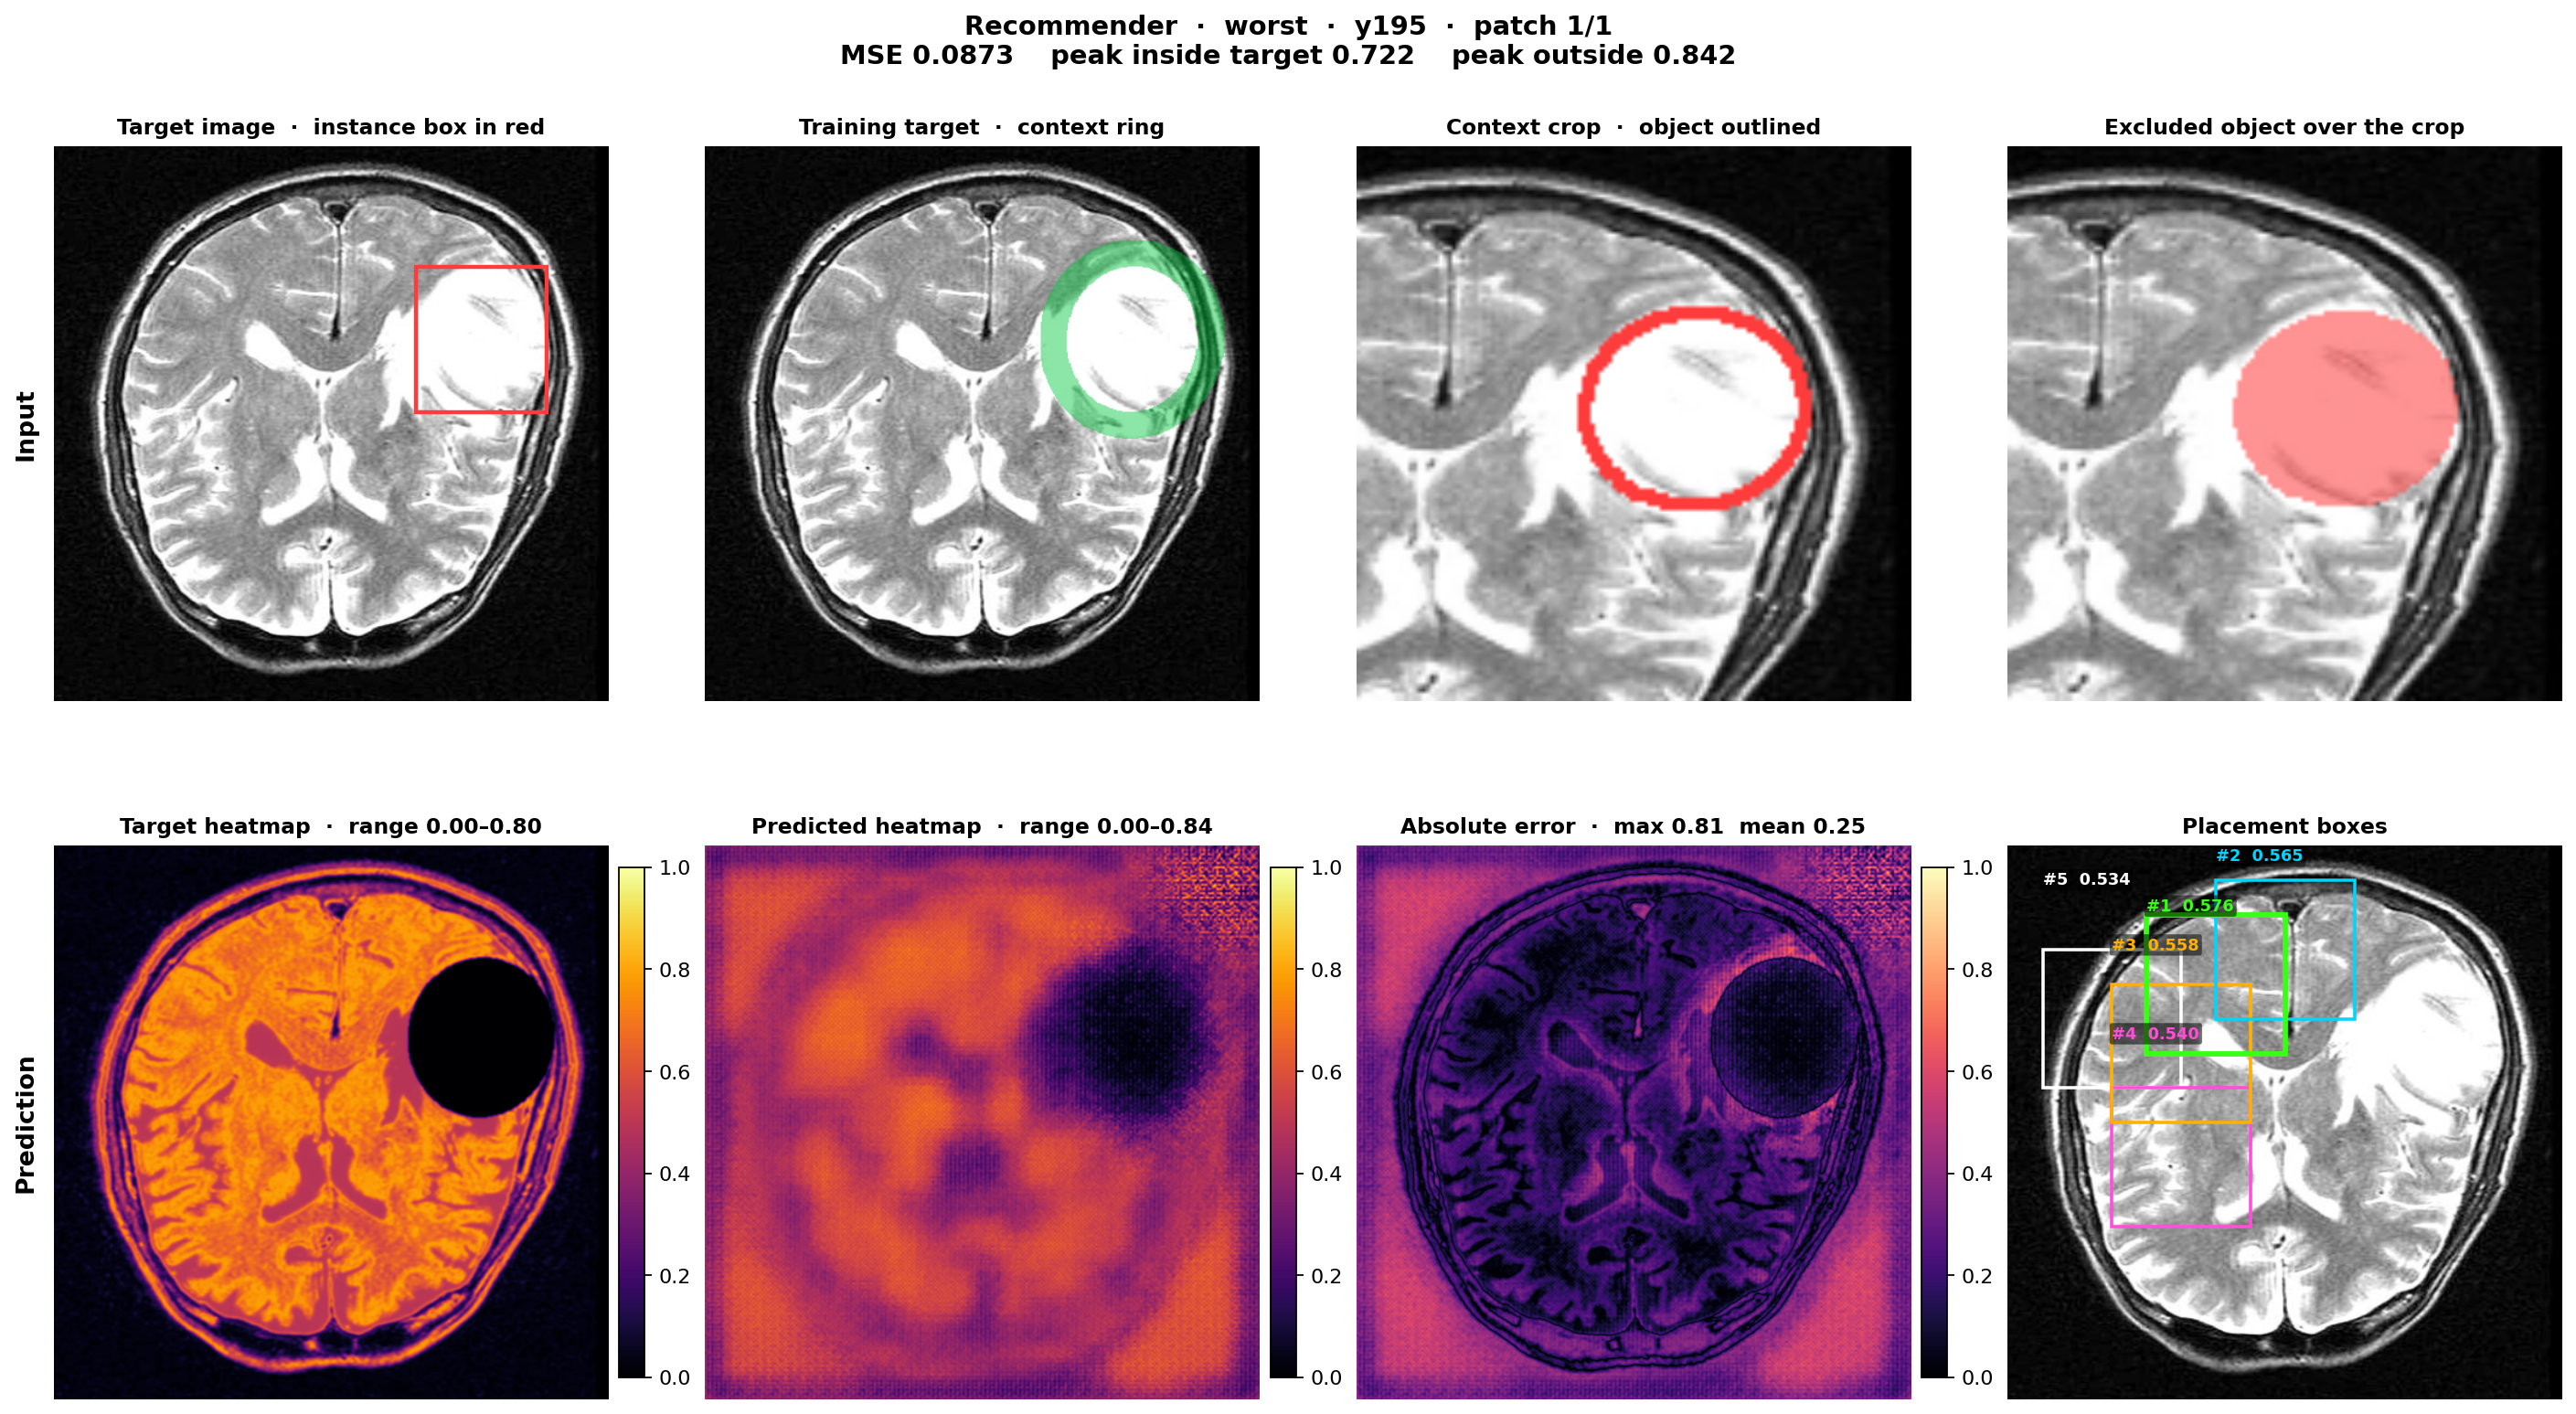 Recommender · worst · y195 · patch 1/1
MSE 0.0873 peak inside target 0.722 peak outside 0.842
Target image · instance box in red
Training target · context ring
Context crop · object outlined
Excluded object over the crop
Input
Target heatmap · range 0.00–0.80
Predicted heatmap · range 0.00–0.84
Absolute error · max 0.81 mean 0.25
Placement boxes
Prediction
1.0
0.8
0.6
0.4
0.2
0.0
1.0
0.8
0.6
0.4
0.2
0.0
1.0
0.8
0.6
0.4
0.2
0.0
#2 0.565
#5 0.534
#1 0.576
#3 0.558
#4 0.540